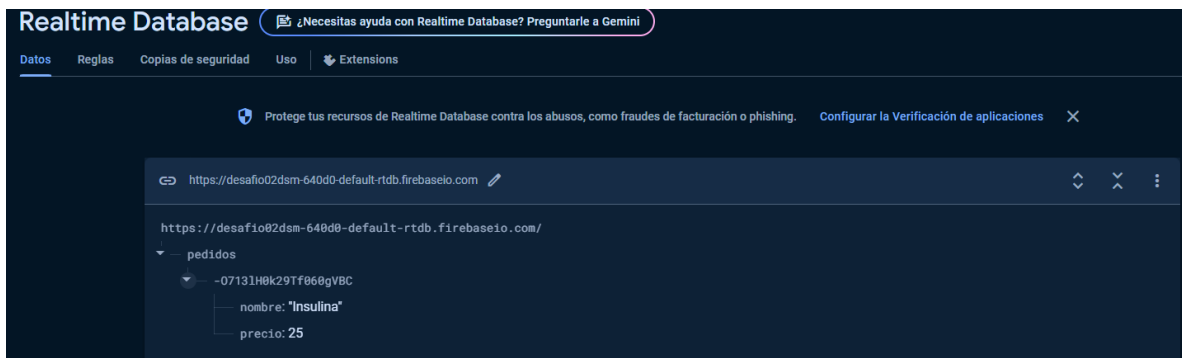 Realtime Database ¿Necesitas ayuda con Realtime Database? Preguntarle a Gemini
Datos Reglas Copias de seguridad Uso Extensions
Protege tus recursos de Realtime Database contra los abusos, como fraudes de facturación o phishing. Configurar la Verificación de aplicaciones
https://desafio02dsm-640d0-default-rtdb.firebaseio.com
https://desafio02dsm-640d0-default-rtdb.firebaseio.com/
pedidos
-O713lH0k29Tf060gVBC
nombre: "Insulina"
precio: 25